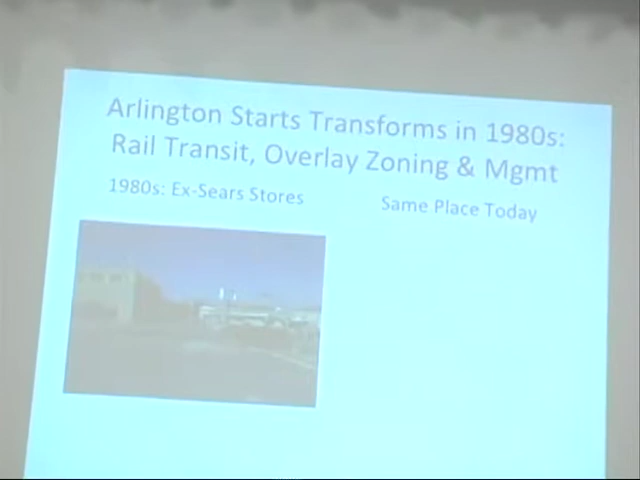 Arlington Starts Transforms in 1980s:
Rail Transit, Overlay Zoning & Mgmt
1980s: Ex-Sears Stores
Same Place Today